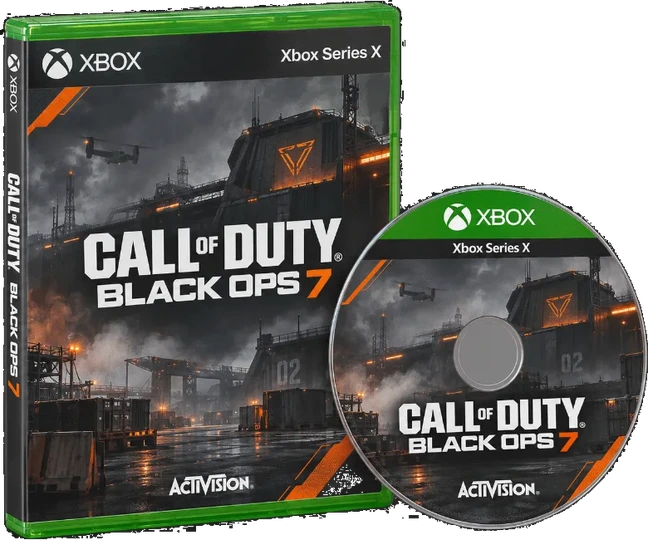 XBOX
Xbox Series X
XBOX
CALL OF DUTY
BLACK OPS 7
CALL OF DUTY®
BLACK OPS 7
02
ACTIVISION.
XBOX
Xbox Series X
02
CALL OF DUTY®
BLACK OPS 7
ACTIVISION.